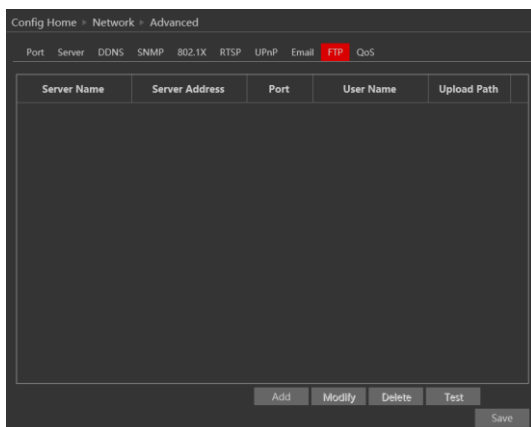 Config Home ▸ Network ▸ Advanced
Port Server DDNS SNMP 802.1X RTSP UPnP Email FTP QoS
Server Name Server Address Port User Name Upload Path
Add Modify Delete Test
Save